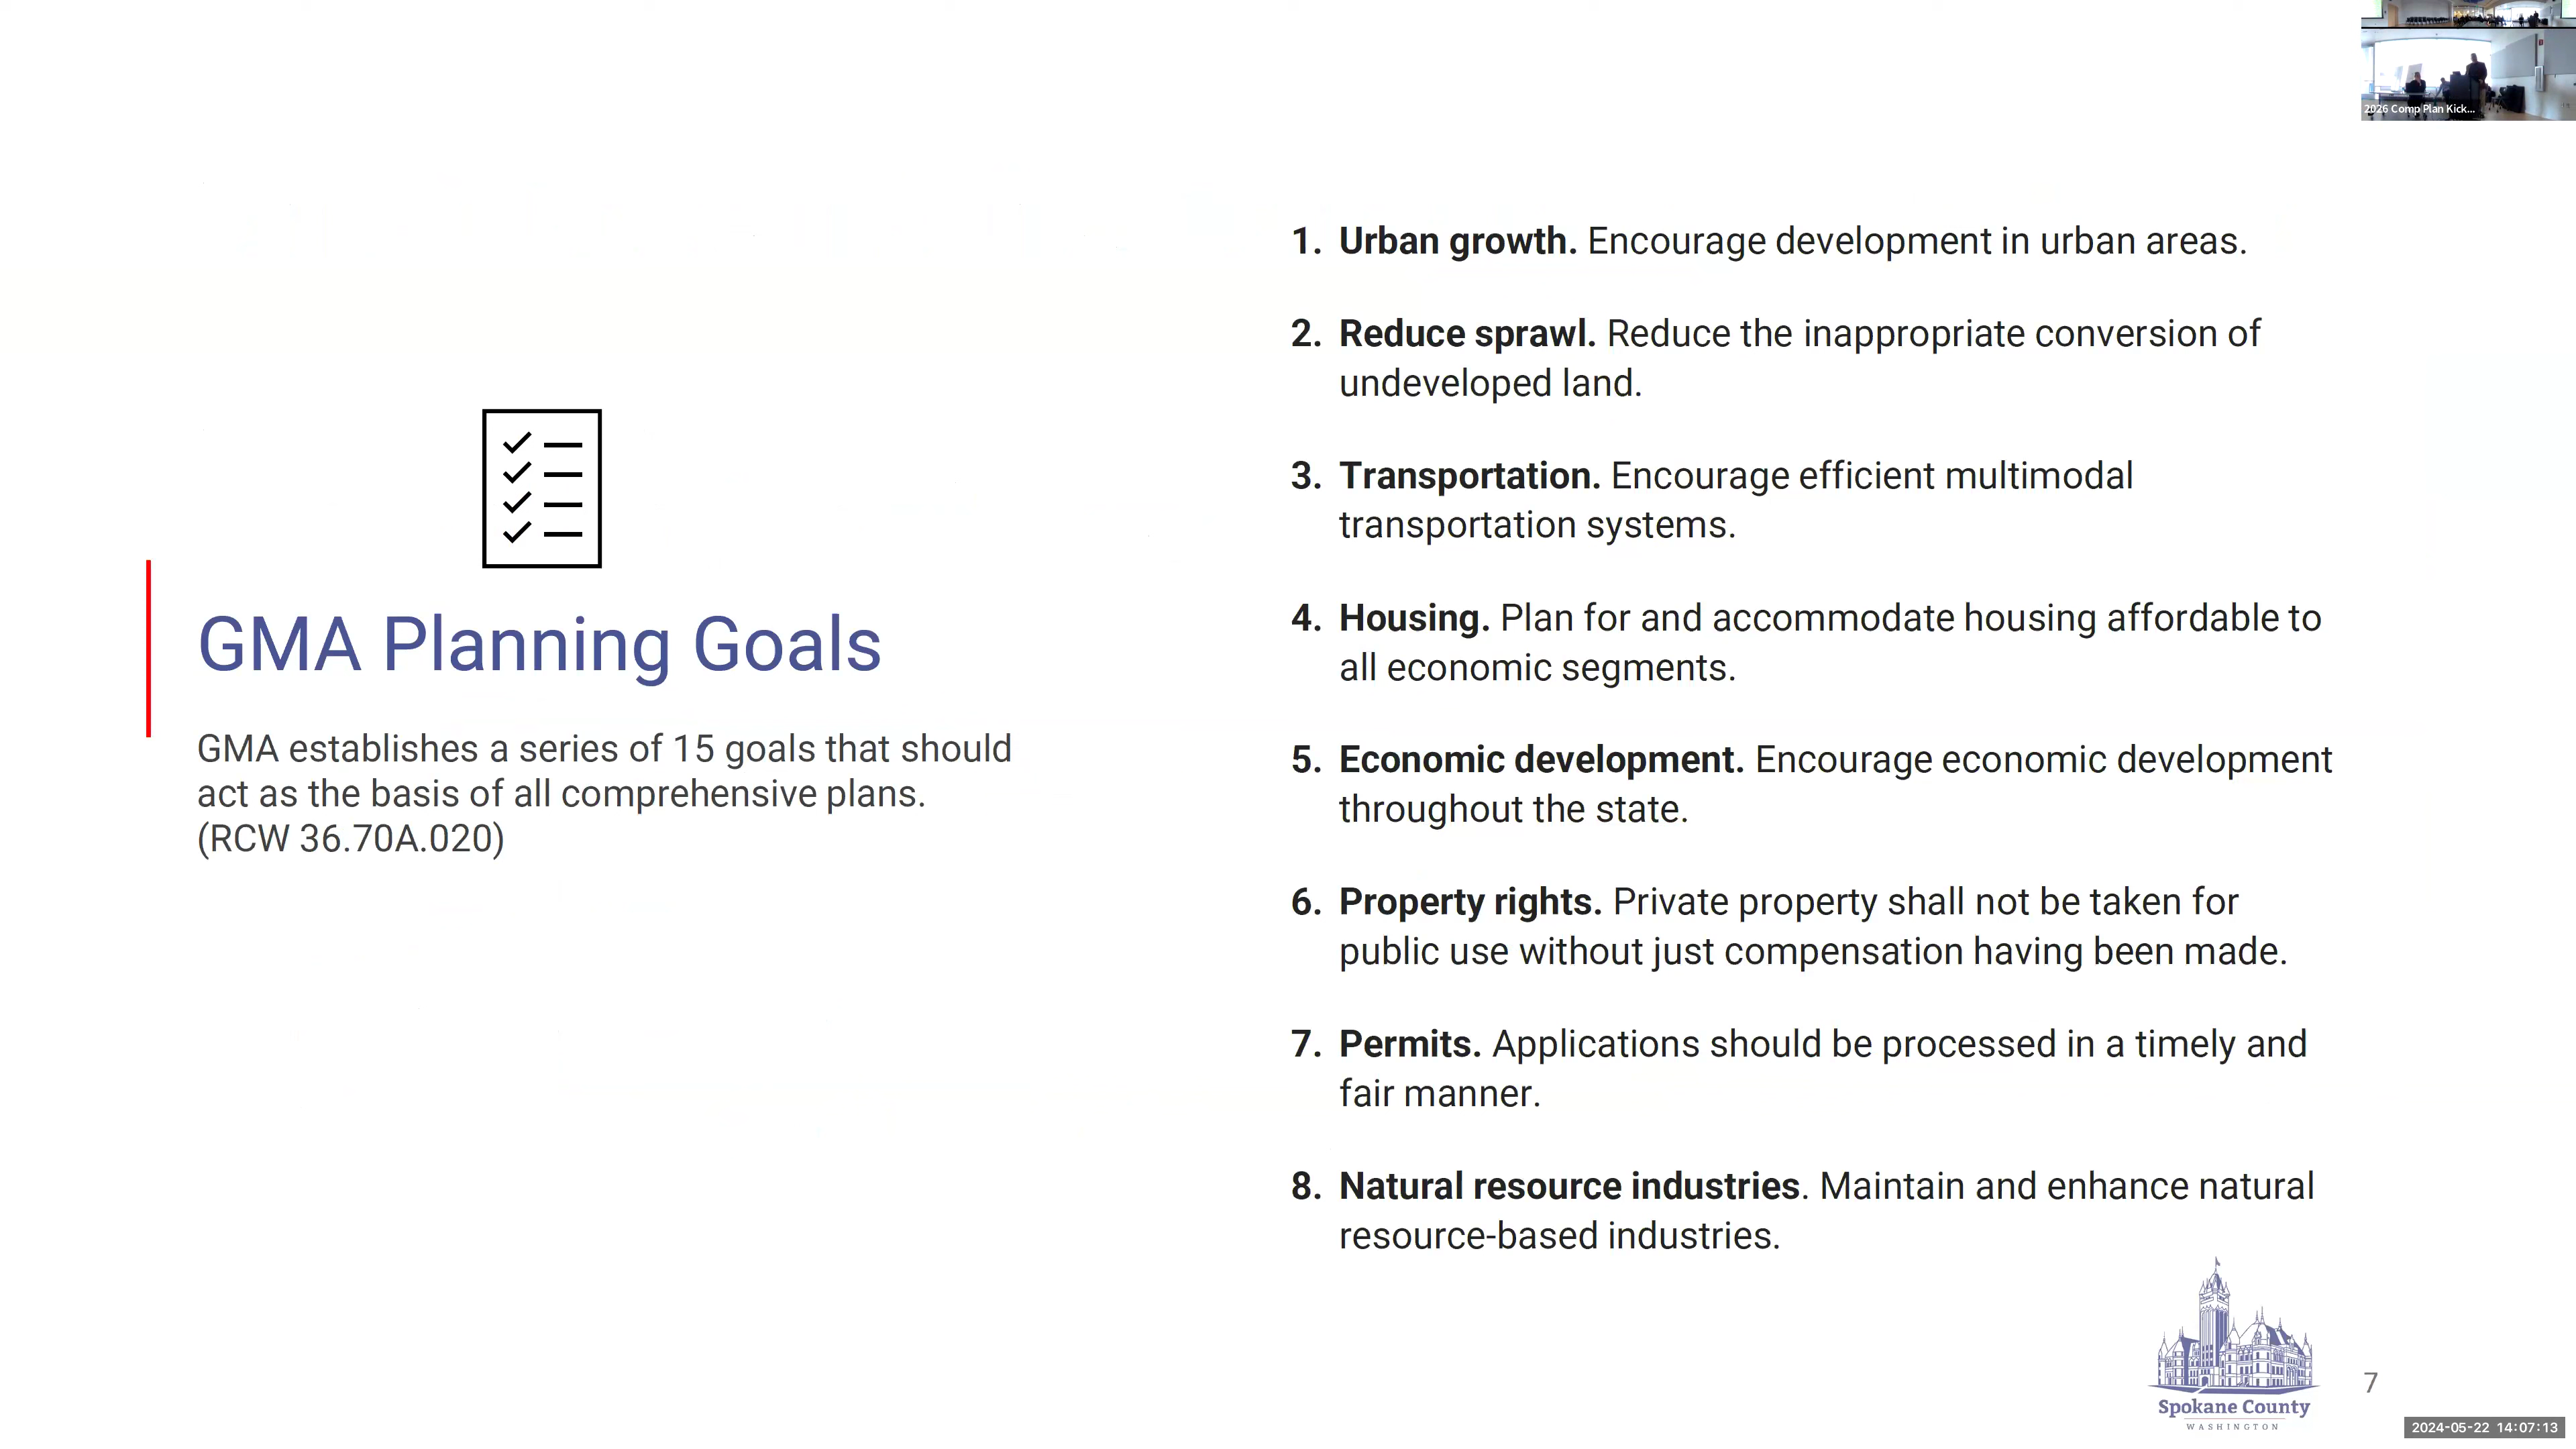 2026 Comp Plan Kick...
GMA Planning Goals
GMA establishes a series of 15 goals that should
act as the basis of all comprehensive plans.
(RCW 36.70A.020)
1. Urban growth. Encourage development in urban areas.
2. Reduce sprawl. Reduce the inappropriate conversion of
undeveloped land.
3. Transportation. Encourage efficient multimodal
transportation systems.
4. Housing. Plan for and accommodate housing affordable to
all economic segments.
5. Economic development. Encourage economic development
throughout the state.
6. Property rights. Private property shall not be taken for
public use without just compensation having been made.
7. Permits. Applications should be processed in a timely and
fair manner.
8. Natural resource industries. Maintain and enhance natural
resource-based industries.
Spokane County
WASHINGTON
7
2024-05-22 14:07:13